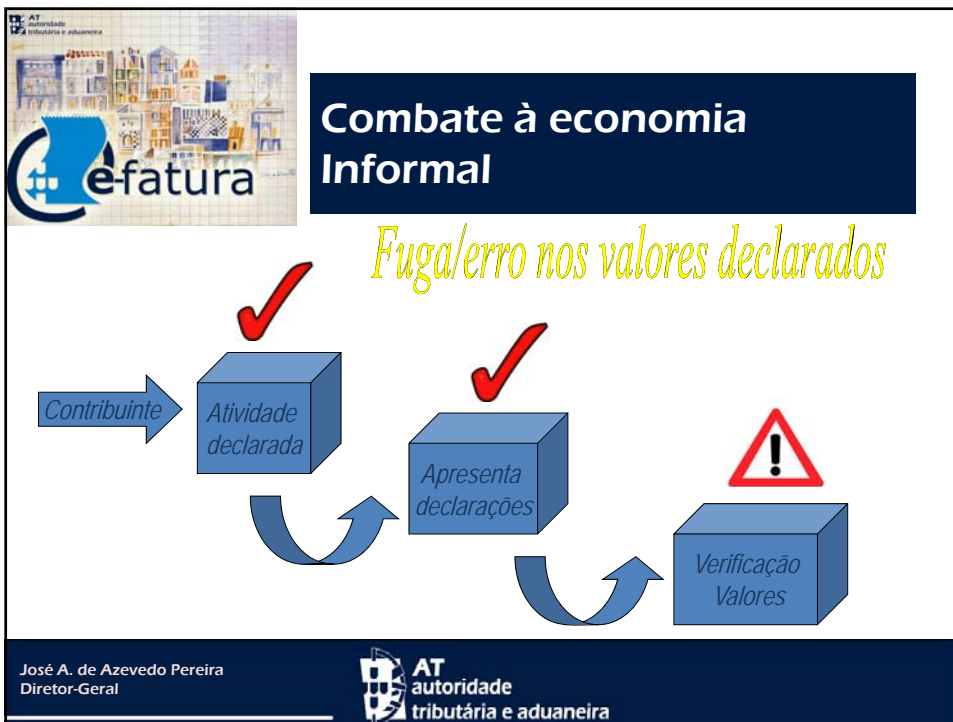 AT
autoridade
tributária e aduaneira
e-fatura
Combate à economia
Informal
Fuga/erro nos valores declarados
Contribuinte
Atividade
declarada
Apresenta
declarações
Verificação
Valores
José A. de Azevedo Pereira
Diretor-Geral
AT
autoridade
tributária e aduaneira